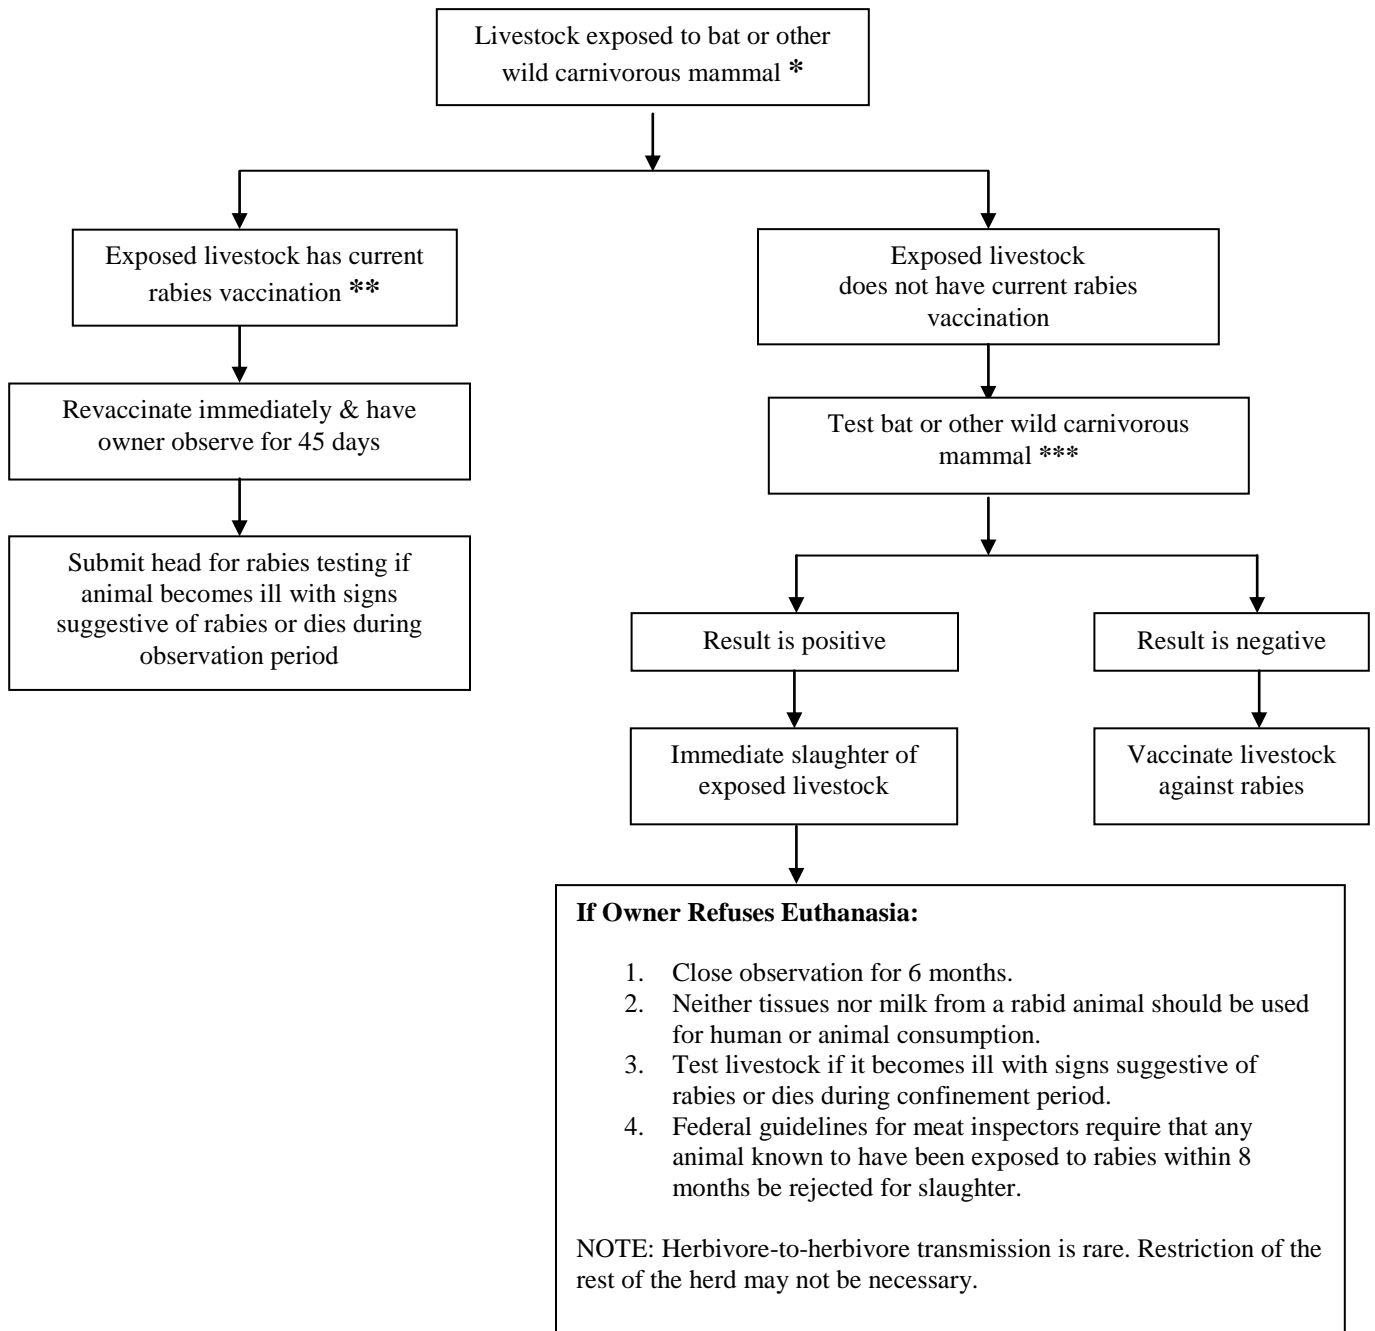 Livestock exposed to bat or other
wild carnivorous mammal *
Exposed livestock has current
rabies vaccination **
Exposed livestock
does not have current rabies
vaccination
Revaccinate immediately & have
owner observe for 45 days
Test bat or other wild carnivorous
mammal ***
Submit head for rabies testing if
animal becomes ill with signs
suggestive of rabies or dies during
observation period
Result is positive
Result is negative
Immediate slaughter of
exposed livestock
Vaccinate livestock
against rabies
If Owner Refuses Euthanasia:
1. Close observation for 6 months.
2. Neither tissues nor milk from a rabid animal should be used
for human or animal consumption.
3. Test livestock if it becomes ill with signs suggestive of
rabies or dies during confinement period.
4. Federal guidelines for meat inspectors require that any
animal known to have been exposed to rabies within 8
months be rejected for slaughter.
NOTE: Herbivore-to-herbivore transmission is rare. Restriction of the
rest of the herd may not be necessary.